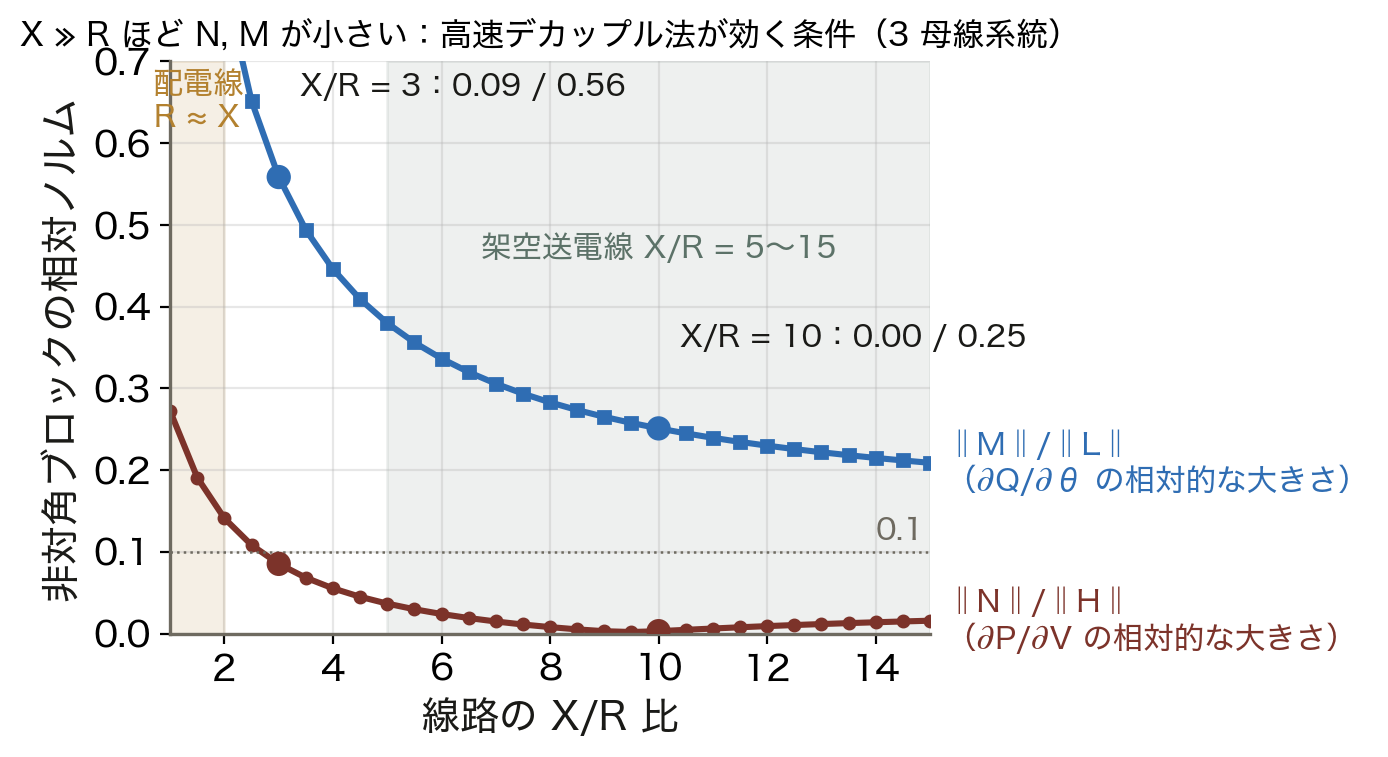 X ≫ R ほど N, M が小さい：高速デカップル法が効く条件（3 母線系統）
非対角ブロックの相対ノルム
0.7
0.6
0.5
0.4
0.3
0.2
0.1
0.0
配電線
R ≈ X
X/R = 3：0.09 / 0.56
架空送電線 X/R = 5〜15
X/R = 10：0.00 / 0.25
0.1
‖M‖/‖L‖
（∂Q/∂θ の相対的な大きさ）
‖N‖/‖H‖
（∂P/∂V の相対的な大きさ）
2 4 6 8 10 12 14
線路の X/R 比